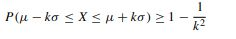 P(μ − kσ ≤ X ≤ μ + kσ) ≥ 1 − 1/k²